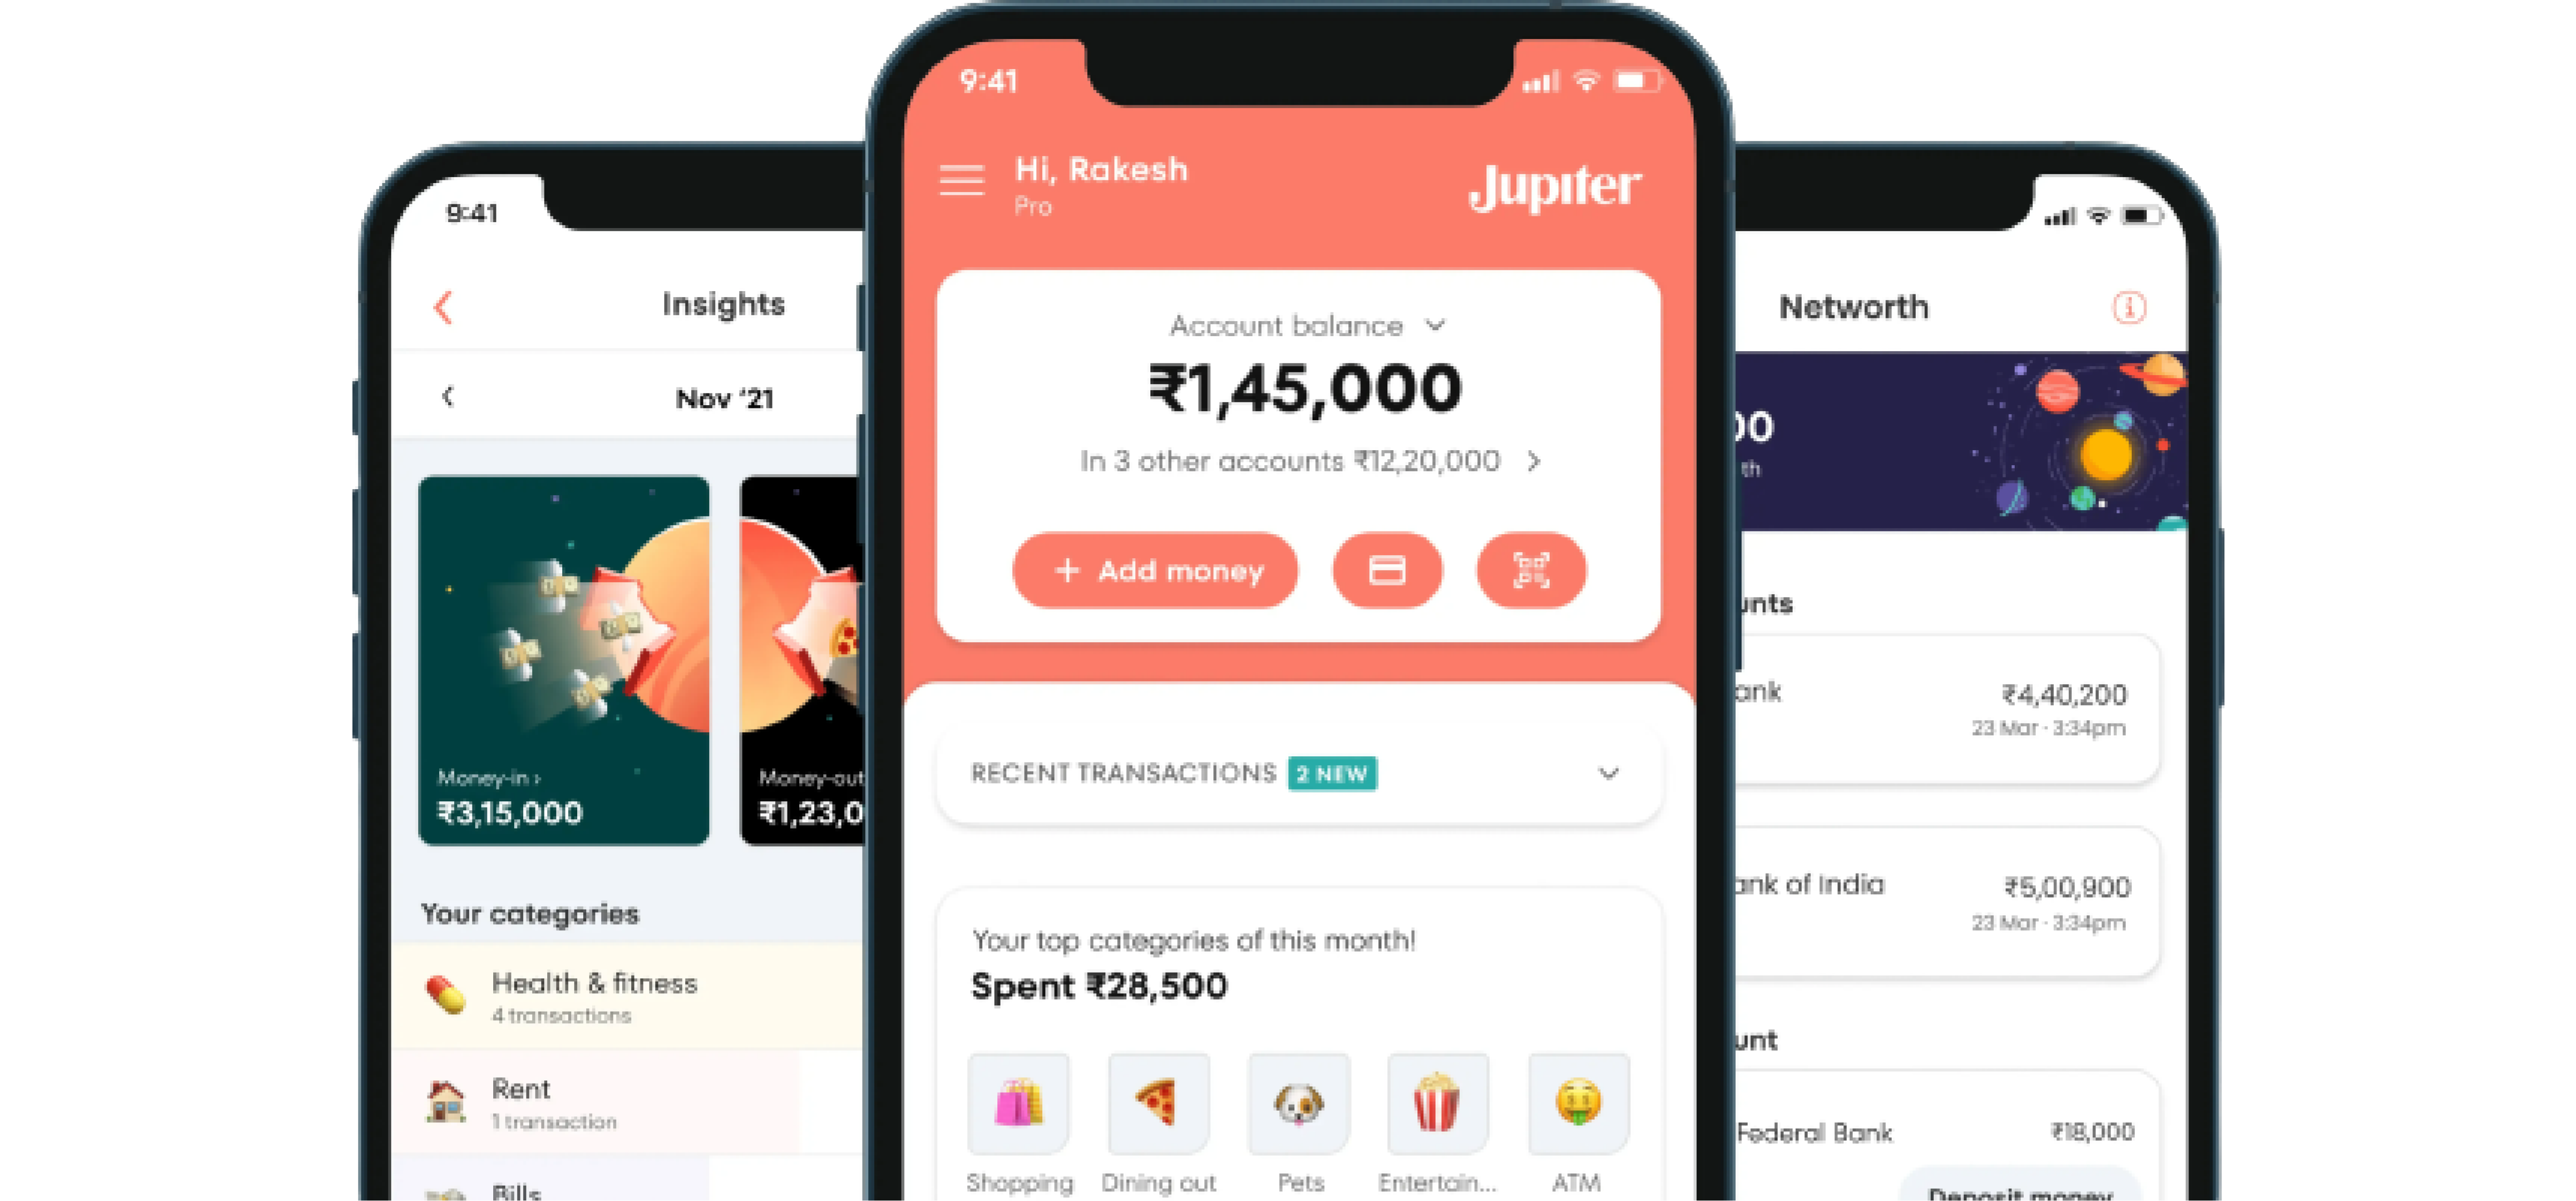 9:41
Insights
Nov ‘21
Money-in ›
₹3,15,000
Money-out
₹1,23,0
Your categories
Health & fitness
4 transactions
Rent
1 transaction
Bills
9:41
Hi, Rakesh
Pro
Jupiter
Account balance
₹1,45,000
In 3 other accounts ₹12,20,000
+ Add money
RECENT TRANSACTIONS 2 NEW
Your top categories of this month!
Spent ₹28,500
Shopping Dining out Pets Entertain... ATM
Networth
00
th
unts
ank ₹4,40,200
23 Mar · 3:34pm
ank of India ₹5,00,900
23 Mar · 3:34pm
unt
Federal Bank ₹18,000
Deposit money